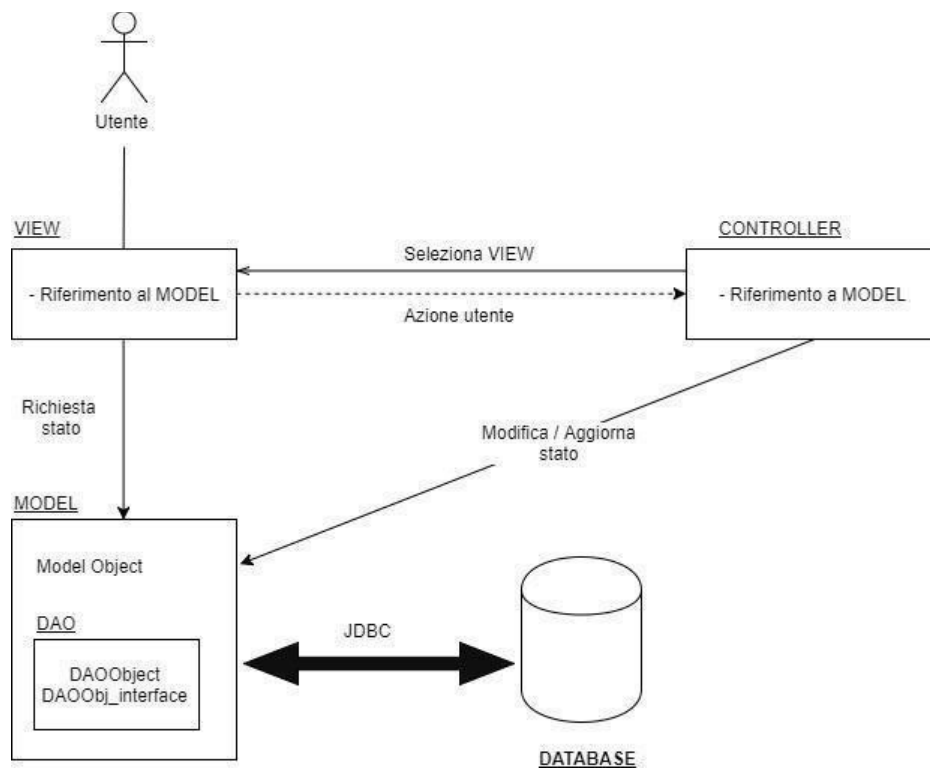 Utente
VIEW
CONTROLLER
Seleziona VIEW
- Riferimento al MODEL
- Riferimento a MODEL
Azione utente
Richiesta
stato
Modifica / Aggiorna
stato
MODEL
Model Object
DAO
JDBC
DAOObject
DAOObj_interface
DATABASE